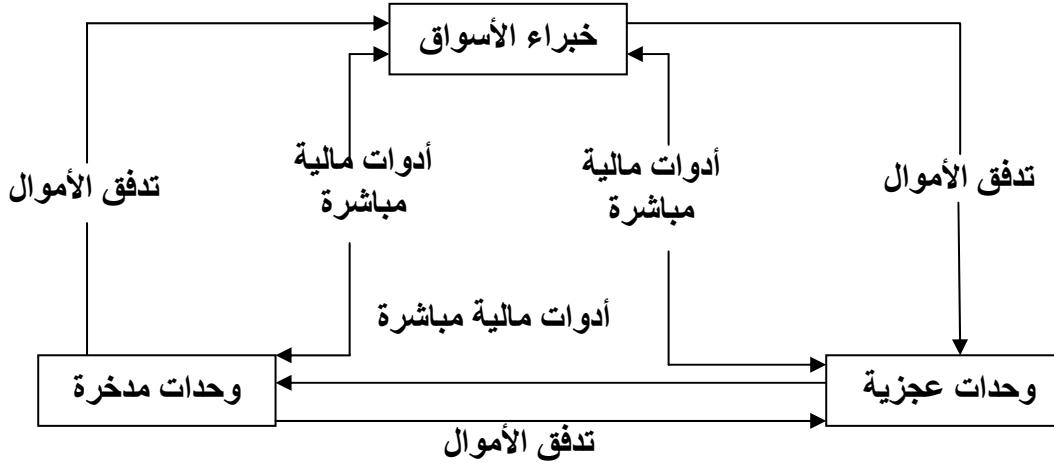 خبراء الأسواق
أدوات مالية
مباشرة
أدوات مالية
مباشرة
تدفق الأموال
تدفق الأموال
أدوات مالية مباشرة
وحدات عجزية
وحدات مدخرة
تدفق الأموال